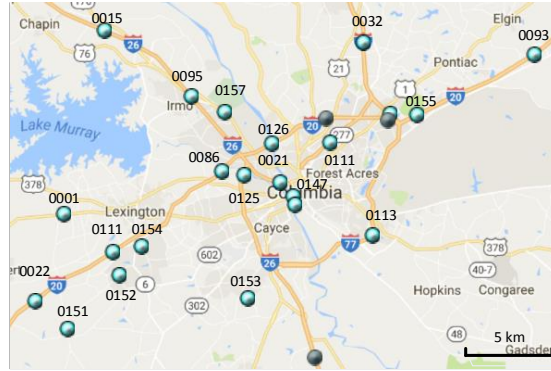 0015
0032
Elgin
Chapin
26
0093
76
21
Pontiac
0095
0157
1
20
Irmo
0155
Lake Murray
26
0126
20
277
0111
0086
0021
Forest Acres
378
0147
Columbia
0001
0125
Lexington
0113
Cayce
0111
0154
77
378
602
26
40-7
0022
20
0152
6
302
0153
Hopkins
Congaree
0151
48
5 km
Gadsden